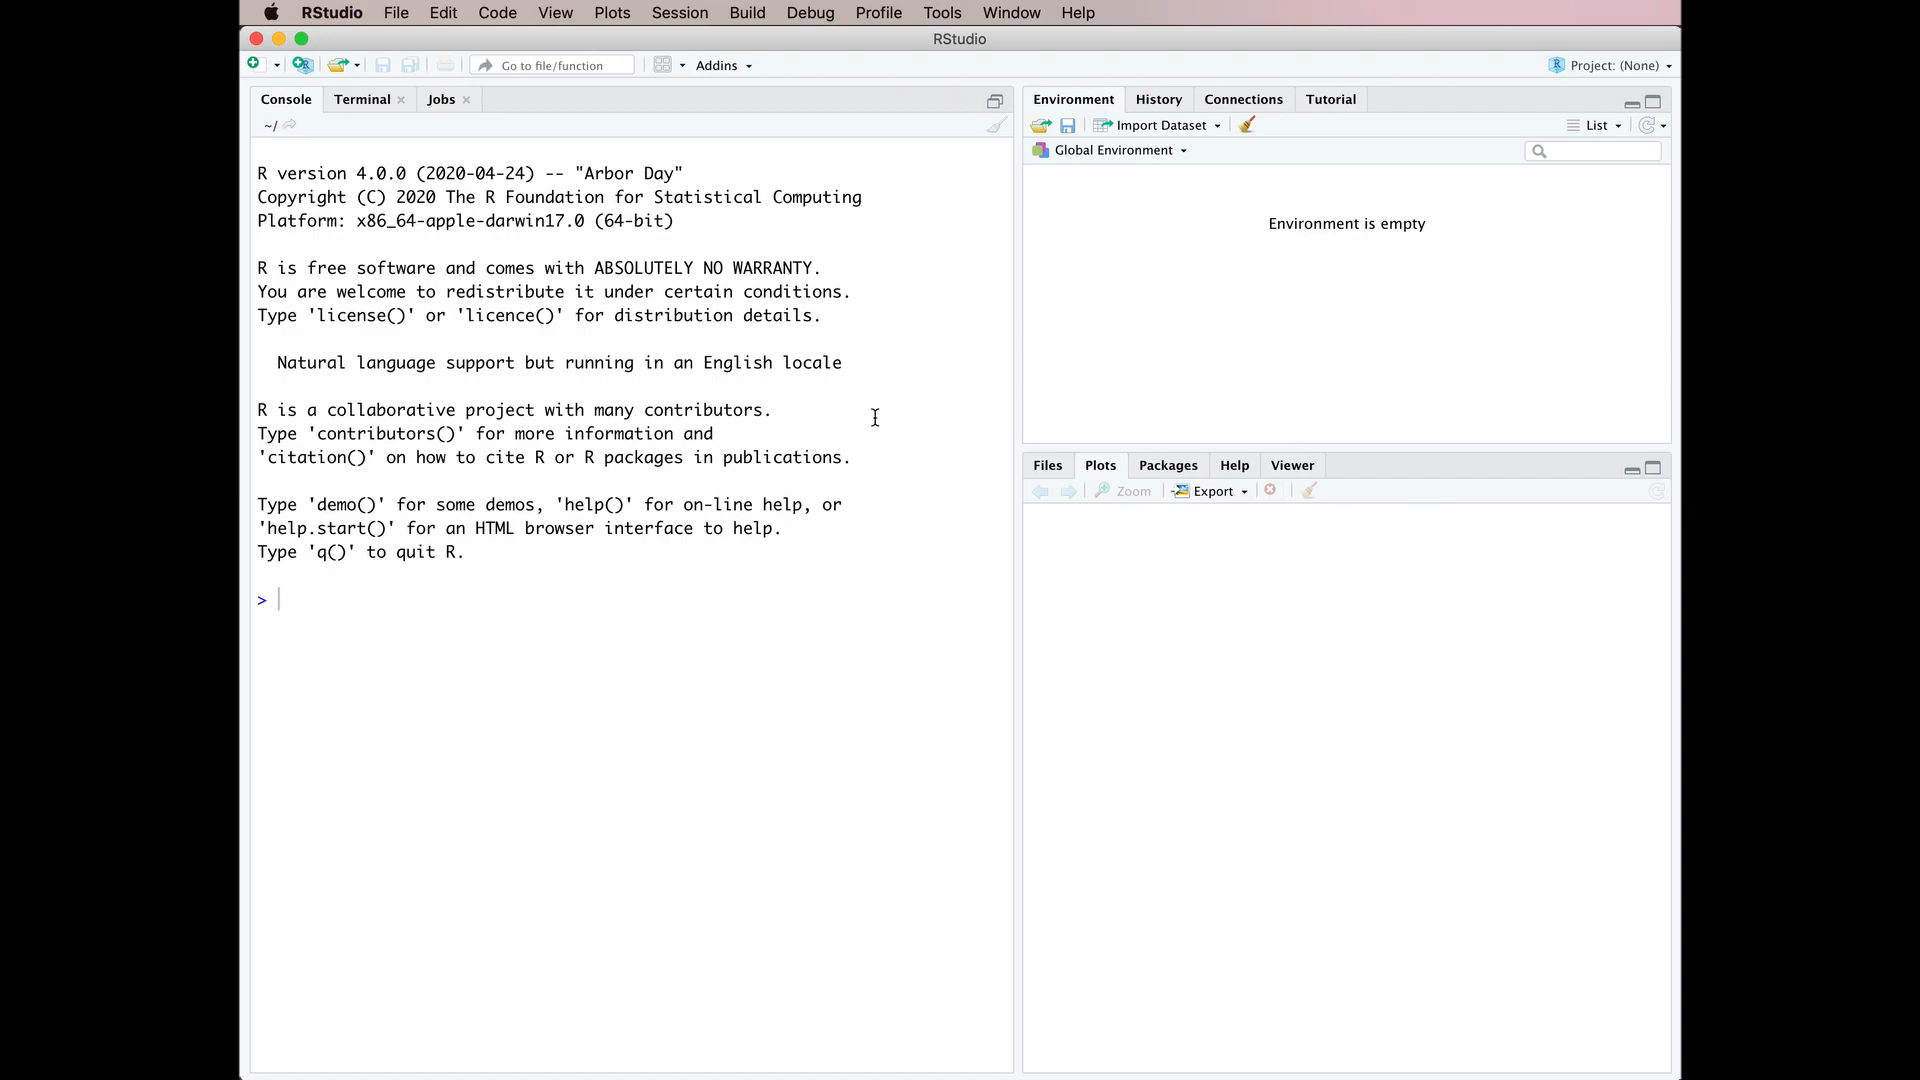 RStudio File Edit Code View Plots Session Build Debug Profile Tools Window Help
RStudio
Go to file/function Addins Project: (None)
Console Terminal Jobs
~/
R version 4.0.0 (2020-04-24) -- "Arbor Day"
Copyright (C) 2020 The R Foundation for Statistical Computing
Platform: x86_64-apple-darwin17.0 (64-bit)
R is free software and comes with ABSOLUTELY NO WARRANTY.
You are welcome to redistribute it under certain conditions.
Type 'license()' or 'licence()' for distribution details.
Natural language support but running in an English locale
R is a collaborative project with many contributors.
Type 'contributors()' for more information and
'citation()' on how to cite R or R packages in publications.
Type 'demo()' for some demos, 'help()' for on-line help, or
'help.start()' for an HTML browser interface to help.
Type 'q()' to quit R.
>
Environment History Connections Tutorial
Import Dataset List
Global Environment
Environment is empty
Files Plots Packages Help Viewer
Zoom Export